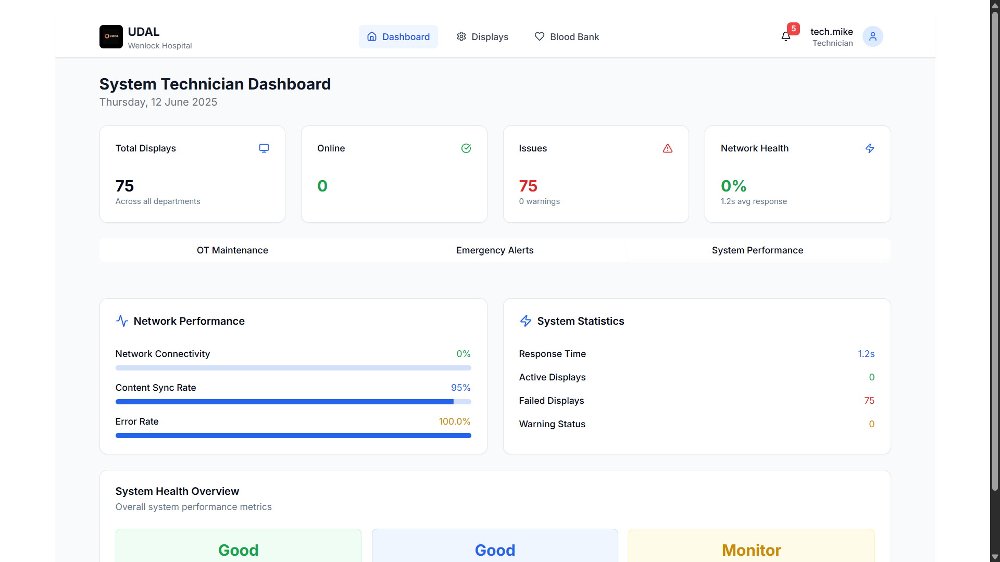 CRPM
UDAL
Wenlock Hospital
Dashboard
Displays
Blood Bank
5
tech.mike
Technician
System Technician Dashboard
Thursday, 12 June 2025
Total Displays
75
Across all departments
Online
0
Issues
75
0 warnings
Network Health
0%
1.2s avg response
OT Maintenance
Emergency Alerts
System Performance
Network Performance
Network Connectivity 0%
Content Sync Rate 95%
Error Rate 100.0%
System Statistics
Response Time 1.2s
Active Displays 0
Failed Displays 75
Warning Status 0
System Health Overview
Overall system performance metrics
Good
Good
Monitor